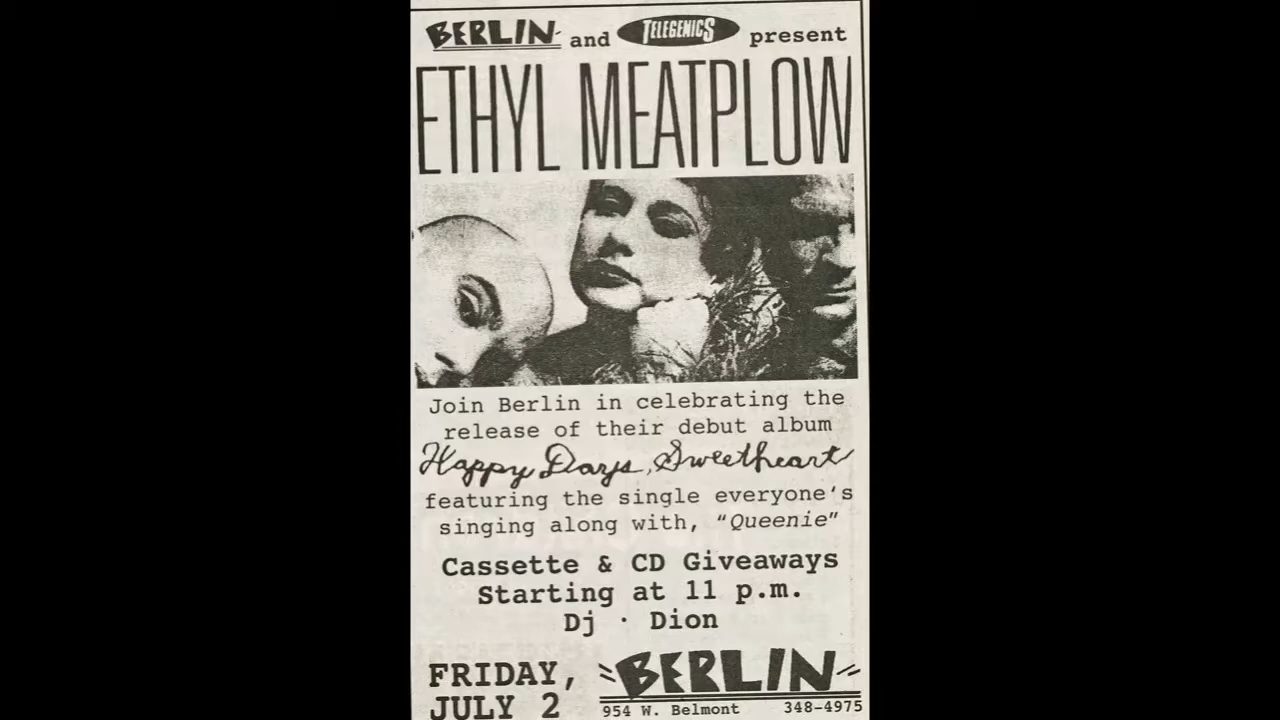 BERLIN and TELEGENICS present
ETHYL MEATPLOW
Join Berlin in celebrating the
release of their debut album
Happy Days, Sweetheart
featuring the single everyone's
singing along with, "Queenie"
Cassette & CD Giveaways
Starting at 11 p.m.
Dj · Dion
FRIDAY,
JULY 2
BERLIN
954 W. Belmont 348-4975